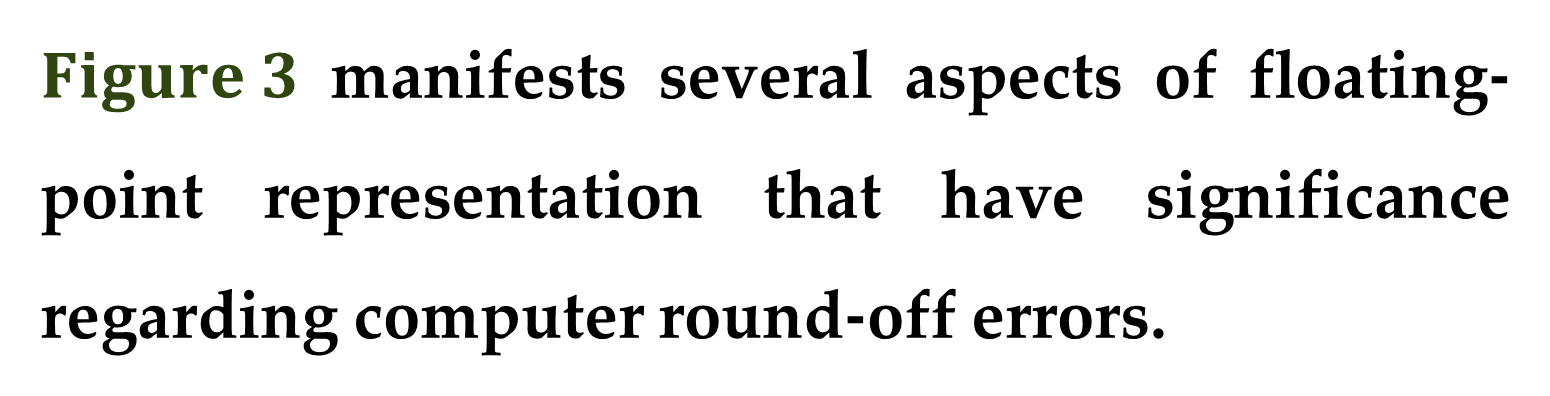 Figure 3 manifests several aspects of floating-
point representation that have significance
regarding computer round-off errors.